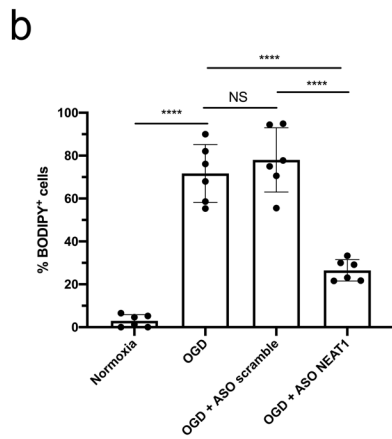 b
****
NS
****
****
% BODIPY+ cells
100
80
60
40
20
0
Normoxia
OGD
OGD + ASO scramble
OGD + ASO NEAT1